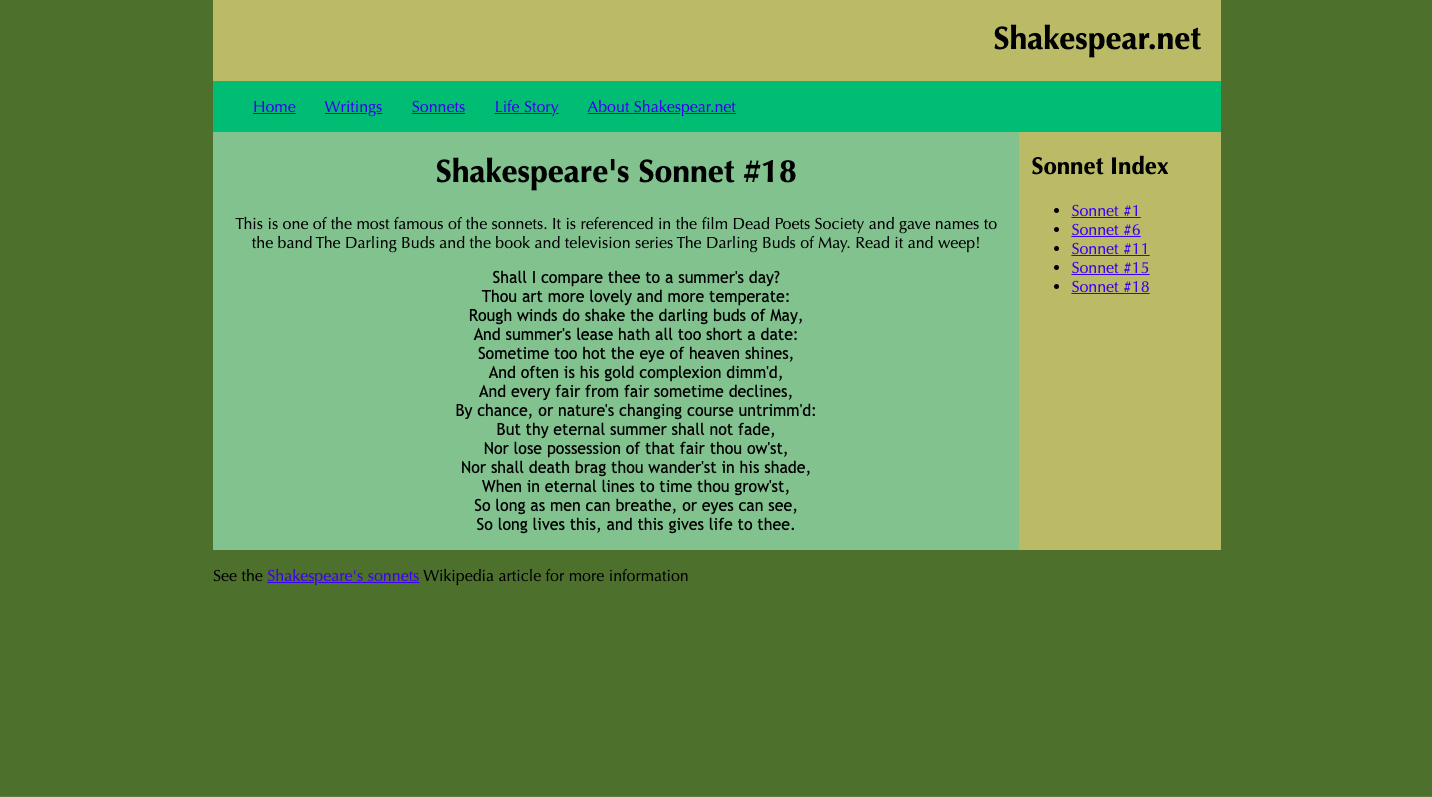 Shakespear.net
Home Writings Sonnets Life Story About Shakespear.net
Shakespeare's Sonnet #18
This is one of the most famous of the sonnets. It is referenced in the film Dead Poets Society and gave names to
the band The Darling Buds and the book and television series The Darling Buds of May. Read it and weep!
Shall I compare thee to a summer's day?
Thou art more lovely and more temperate:
Rough winds do shake the darling buds of May,
And summer's lease hath all too short a date:
Sometime too hot the eye of heaven shines,
And often is his gold complexion dimm'd,
And every fair from fair sometime declines,
By chance, or nature's changing course untrimm'd:
But thy eternal summer shall not fade,
Nor lose possession of that fair thou ow'st,
Nor shall death brag thou wander'st in his shade,
When in eternal lines to time thou grow'st,
So long as men can breathe, or eyes can see,
So long lives this, and this gives life to thee.
Sonnet Index
• Sonnet #1
• Sonnet #6
• Sonnet #11
• Sonnet #15
• Sonnet #18
See the Shakespeare's sonnets Wikipedia article for more information